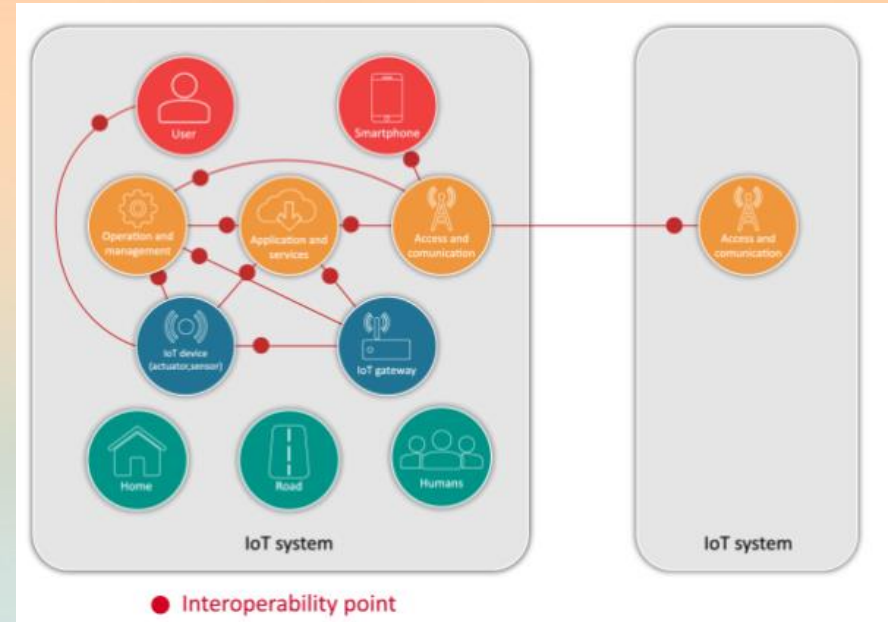 User
Smartphone
Operation and
management
Application and
services
Access and
comunication
Access and
comunication
IoT device
(actuator,sensor)
IoT gateway
Home
Road
Humans
IoT system
IoT system
Interoperability point